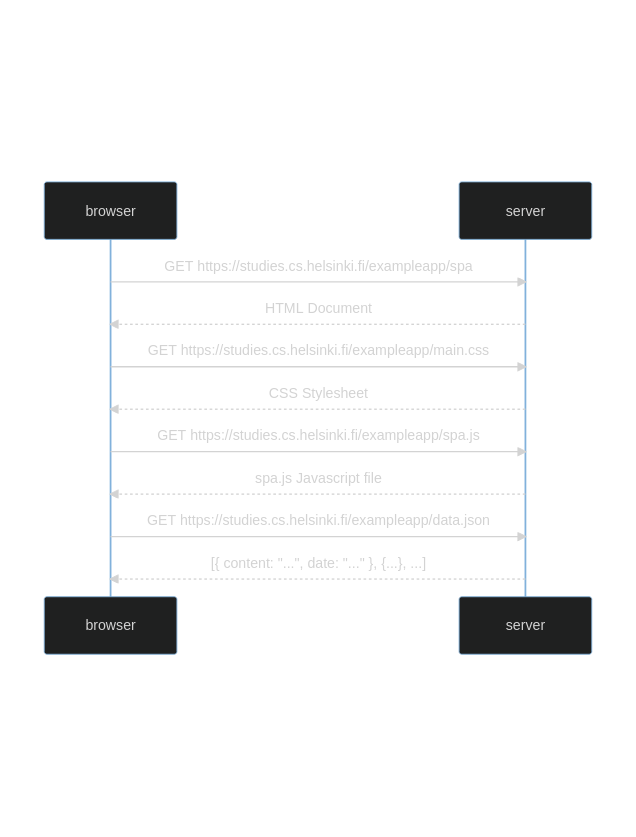 browser server
GET https://studies.cs.helsinki.fi/exampleapp/spa
HTML Document
GET https://studies.cs.helsinki.fi/exampleapp/main.css
CSS Stylesheet
GET https://studies.cs.helsinki.fi/exampleapp/spa.js
spa.js Javascript file
GET https://studies.cs.helsinki.fi/exampleapp/data.json
[{ content: "...", date: "..." }, {...}, ...]
browser server